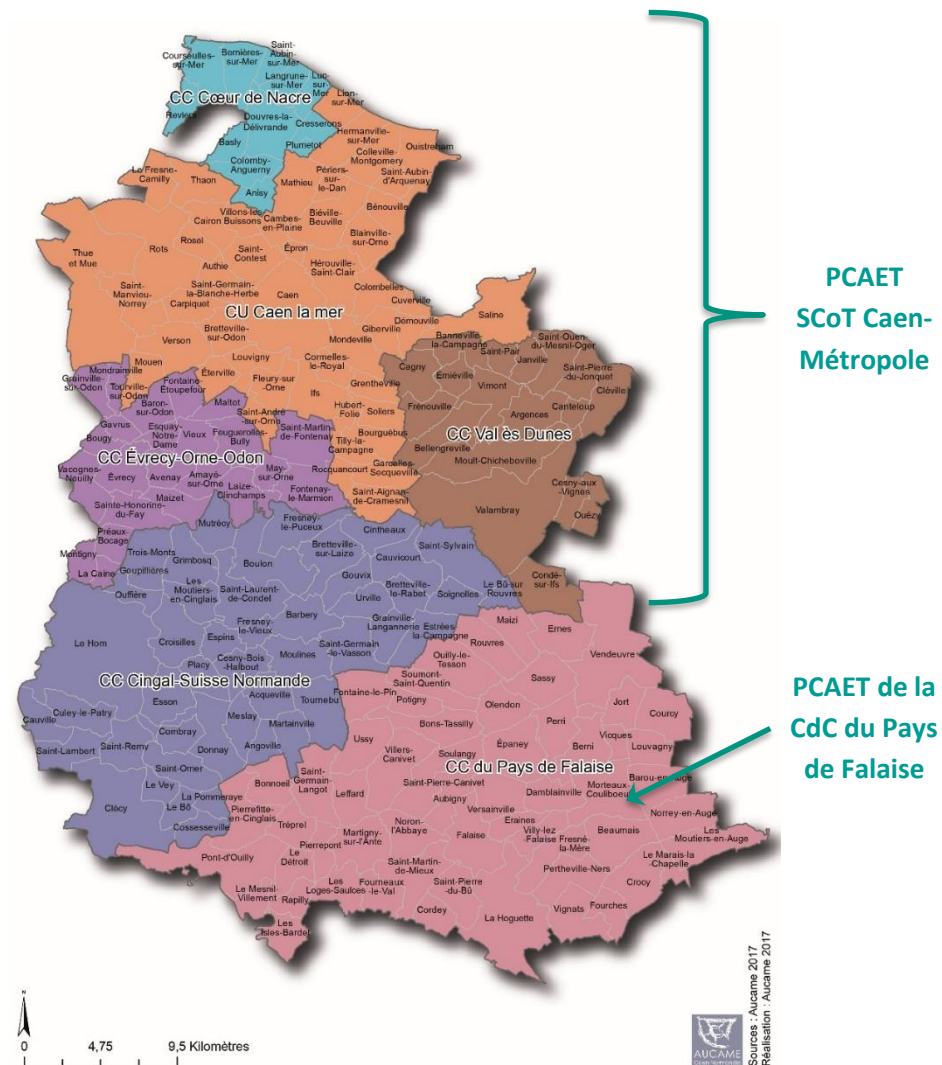 Courseulles-
sur-Mer
Bernières-
sur-Mer
Saint-
Aubin-
sur-Mer
Langrune-
sur-Mer
Luc-
sur-
Mer
Lion-
sur-Mer
CC Cœur de Nacre
Reviers
Douvres-la-
Délivrande
Cresserons
Hermanville-
sur-Mer
Basly
Plumetot
Colleville-
Montgomery
Ouistreham
Colomby-
Anguerny
Périers-
sur-
le-Dan
Saint-Aubin-
d'Arquenay
Le Fresne-
Camilly
Thaon
Anisy
Mathieu
Bénouville
Villons-les
Cairon Buissons
Cambes-
en-Plaine
Biéville-
Beuville
Blainville-
sur-Orne
Thue
et Mue
Rots
Rosel
Authie
Saint-
Contest
Épron
Hérouville-
Saint-Clair
Saint-
Manvieu-
Norrey
Saint-Germain-
la-Blanche-Herbe
Carpiquet
Caen
Colombelles
Cuverville
Saline
CU Caen la mer
Démouville
Giberville
Verson
Bretteville-
sur-Odon
Mondeville
Banneville-
la-Campagne
Saint-Ouen
du-Mesnil-Oger
Saint-Pair
Janville
Mouen
Louvigny
Cormelles-
le-Royal
Cagny
Émiéville
Vimont
Saint-Pierre
-du-Jonquet
Cléville
Mondrainville
Grainville-
sur-Odon
Tourville-
sur-Odon
Fontaine-
Étoupefour
Éterville
Fleury-sur
-Orne
Ifs
Grentheville
Frénouville
Argences
Canteloup
Baron-
sur-Odon
Maltot
Saint-André
-sur-Orne
Hubert-
Folie
Soliers
CC Val ès Dunes
Gavrus
Bougy
Esquay-
Notre-
Dame
Vieux
Feuguerolles-
Bully
Saint-Martin
de-Fontenay
Tilly-la-
Campagne
Bourguébus
Bellengreville
Moult-Chicheboville
CC Évrecy-Orne-Odon
Rocquancourt
Garcelles-
Secqueville
Vacognes-
Neuilly
Évrecy
Avenay
Amayé-
sur-Orne
May-
sur-Orne
Laize-
Clinchamps
Fontenay-
le-Marmion
Saint-Aignan-
de-Cramesnil
Cesny-aux
-Vignes
Ouézy
Maizet
Sainte-Honorine-
du-Fay
Mutrécy
Fresney-
le-Puceux
Cintheaux
Valambray
Préaux-
Bocage
Montigny
La Caine
Trois-Monts
Goupillières
Grimbosq
Boulon
Bretteville-
sur-Laize
Cauvicourt
Saint-Sylvain
Condé-
sur-Ifs
Ouffière
Les
Moutiers-
en-Cinglais
Saint-Laurent-
de-Condel
Gouvix
Urville
Bretteville-
le-Rabet
Soignolles
Le Bû-sur
Rouvres
Barbery
Grainville-
Langannerie
Estrées-
la-Campagne
Maizi
Ernes
Le Hom
Croisilles
Espins
Fresney-
le-Vieux
Saint-Germain
-le-Vasson
Rouvres
Vendeuvre
Placy
Cesny-Bois
-Halbout
Moulines
Ouilly-le-
Tesson
Sassy
CC Cingal-Suisse Normande
Soumont-
Saint-Quentin
Acqueville
Tournebu
Fontaine-le-Pin
Potigny
Olendon
Jort
Courcy
Esson
Meslay
Martainville
Bons-Tassilly
Perri
Vicques
Cauville
Culey-le-Patry
Combray
Angoville
Ussy
Villers-
Canivet
Soulangy
Épaney
Berni
Louvagny
Saint-Lambert
Saint-Remy
Donnay
CC du Pays de Falaise
Saint-Omer
Le Vey
La Pommeraye
Bonnoeil
Saint-
Germain-
Langot
Leffard
Saint-Pierre-Canivet
Aubigny
Damblainville
Morteaux-
Couliboeuf
Barou-en-Auge
Norrey-en-Auge
Clécy
Le Bô
Cossesseville
Pierrefitte-
en-Cinglais
Tréprel
Versainville
Eraines
Villy-lez
Falaise
Fresné-
la-Mère
Beaumais
Les
Moutiers-en-Auge
Martigny-
sur-l'Ante
Noron-
l'Abbaye
Falaise
Pierrepont
Pont-d'Ouilly
Le
Détroit
Saint-Martin-
de-Mieux
Pertheville-Ners
Le Marais-la-
Chapelle
Le Mesnil-
Villement
Rapilly
Les
Loges-Saulces
Fourneaux
-le-Val
Saint-Pierre
-du-Bû
Crocy
Cordey
La Hoguette
Vignats
Fourches
Les
Isles-Bardel
PCAET
SCoT Caen-
Métropole
PCAET de la
CdC du Pays
de Falaise
N
0
4,75
9,5 Kilomètres
AUCAME
Sources : Aucame 2017
Réalisation : Aucame 2017